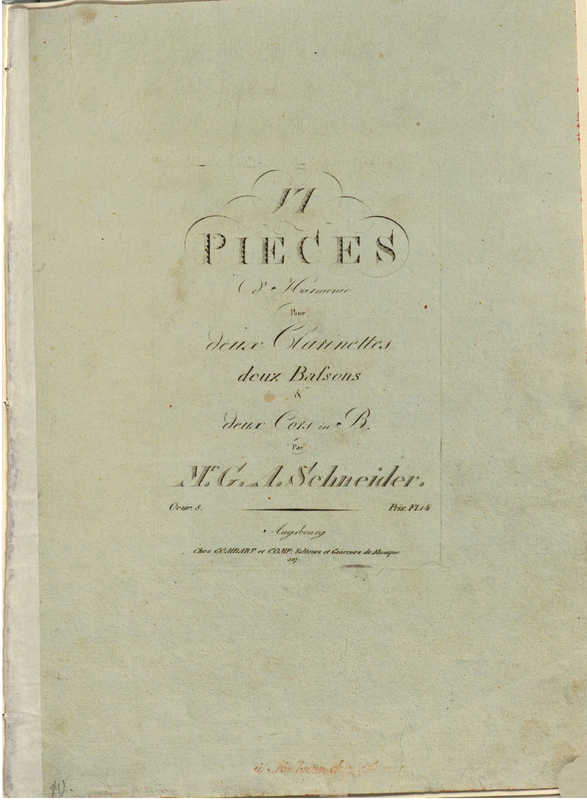 VI
PIECES
d'Harmonie
Pour
deux Clarinettes
deux Baſsons
&
deux Cors in B.
Par
Mr. G. A. Schneider.
Oeuv. 8. Prix. Fl.
Augsbourg
Chez GOMBART et COMP. Editeurs et Graveurs de Musique